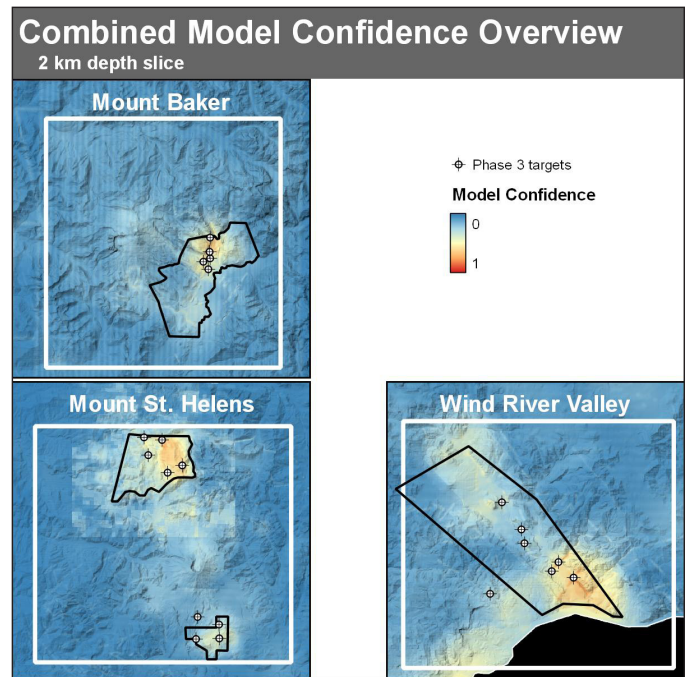 Combined Model Confidence Overview
2 km depth slice
Mount Baker
Phase 3 targets
Model Confidence
0
1
Mount St. Helens
Wind River Valley